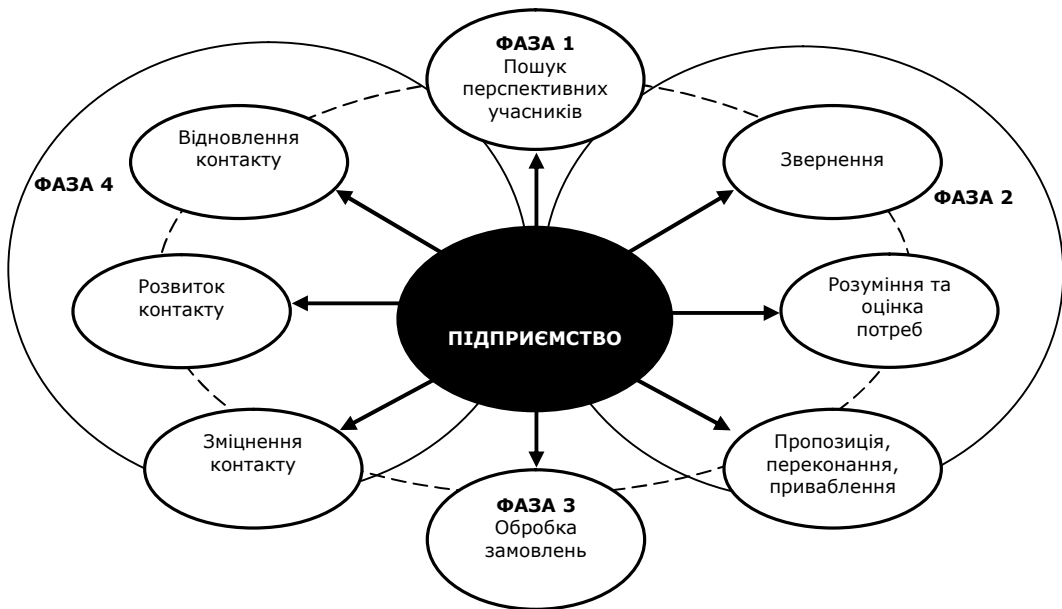 ФАЗА 1
Пошук
перспективних
учасників
Відновлення
контакту
Звернення
ФАЗА 4
ФАЗА 2
Розвиток
контакту
Розуміння та
оцінка
потреб
ПІДПРИЄМСТВО
Зміцнення
контакту
Пропозиція,
переконання,
приваблення
ФАЗА 3
Обробка
замовлень